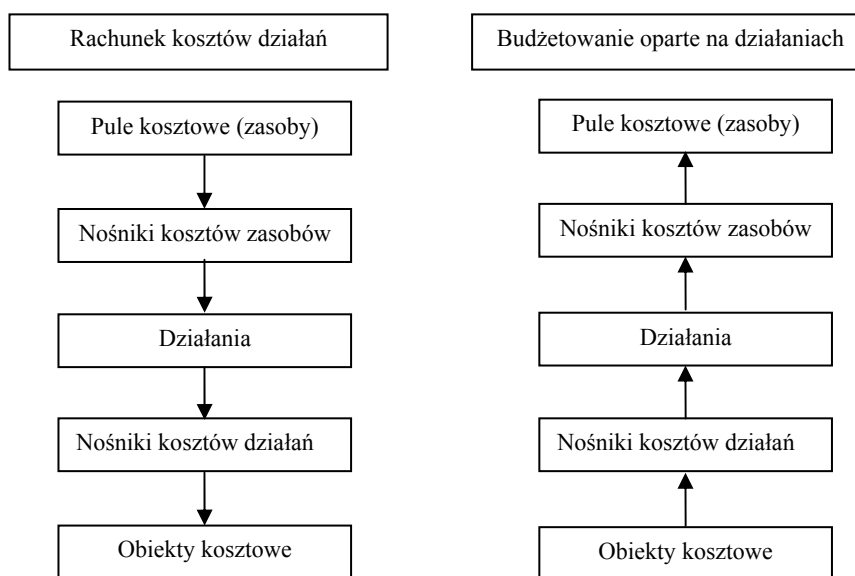 Rachunek kosztów działań
Pule kosztowe (zasoby)
Nośniki kosztów zasobów
Działania
Nośniki kosztów działań
Obiekty kosztowe
Budżetowanie oparte na działaniach
Pule kosztowe (zasoby)
Nośniki kosztów zasobów
Działania
Nośniki kosztów działań
Obiekty kosztowe